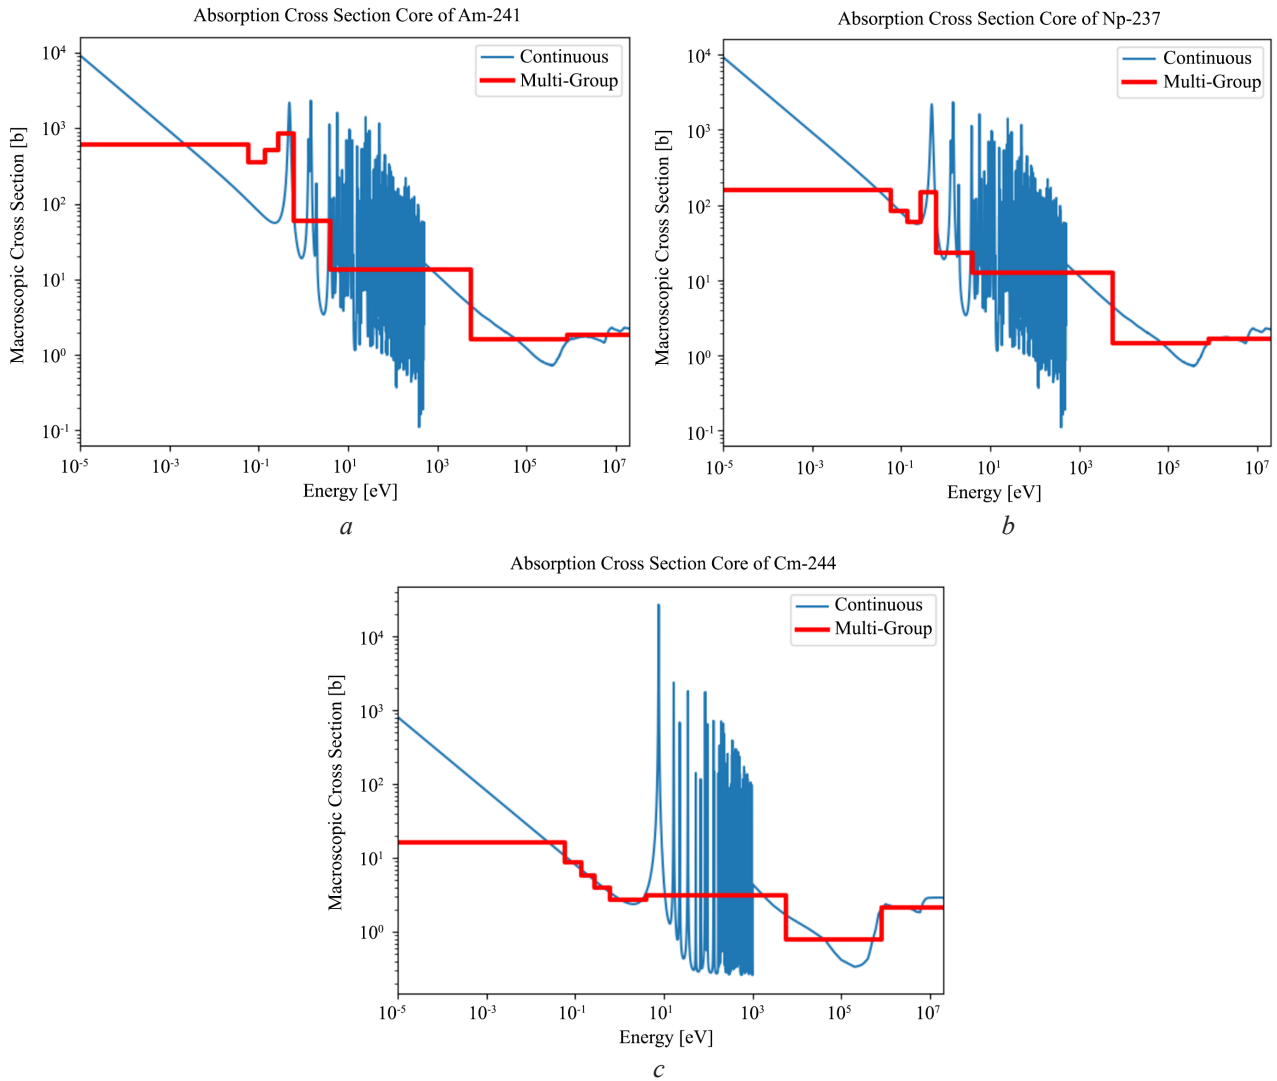 Absorption Cross Section Core of Am-241
Macroscopic Cross Section [b]
10^4
10^3
10^2
10^1
10^0
10^-1
Continuous
Multi-Group
10^-5 10^-3 10^-1 10^1 10^3 10^5 10^7
Energy [eV]
a
Absorption Cross Section Core of Np-237
Macroscopic Cross Section [b]
10^4
10^3
10^2
10^1
10^0
10^-1
Continuous
Multi-Group
10^-5 10^-3 10^-1 10^1 10^3 10^5 10^7
Energy [eV]
b
Absorption Cross Section Core of Cm-244
Macroscopic Cross Section [b]
10^4
10^3
10^2
10^1
10^0
Continuous
Multi-Group
10^-5 10^-3 10^-1 10^1 10^3 10^5 10^7
Energy [eV]
c